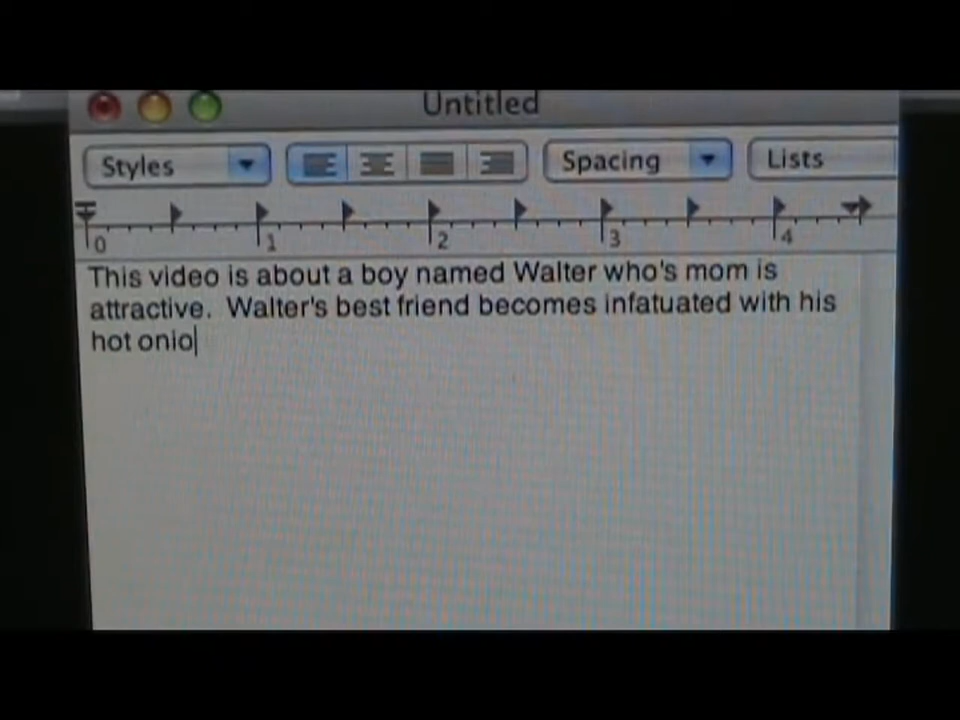 Untitled
Styles Spacing Lists
0 1 2 3 4
This video is about a boy named Walter who's mom is
attractive.  Walter's best friend becomes infatuated with his
hot onio